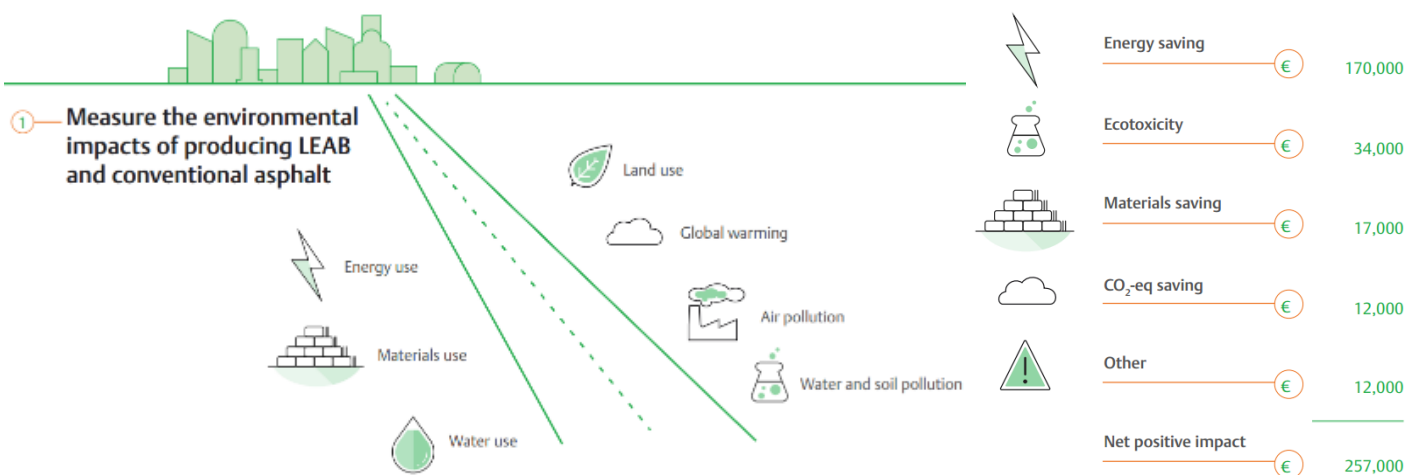 1
Measure the environmental
impacts of producing LEAB
and conventional asphalt
Land use
Global warming
Energy use
Air pollution
Materials use
Water and soil pollution
Water use
Energy saving
€ 170,000
Ecotoxicity
€ 34,000
Materials saving
€ 17,000
CO₂-eq saving
€ 12,000
Other
€ 12,000
Net positive impact
€ 257,000